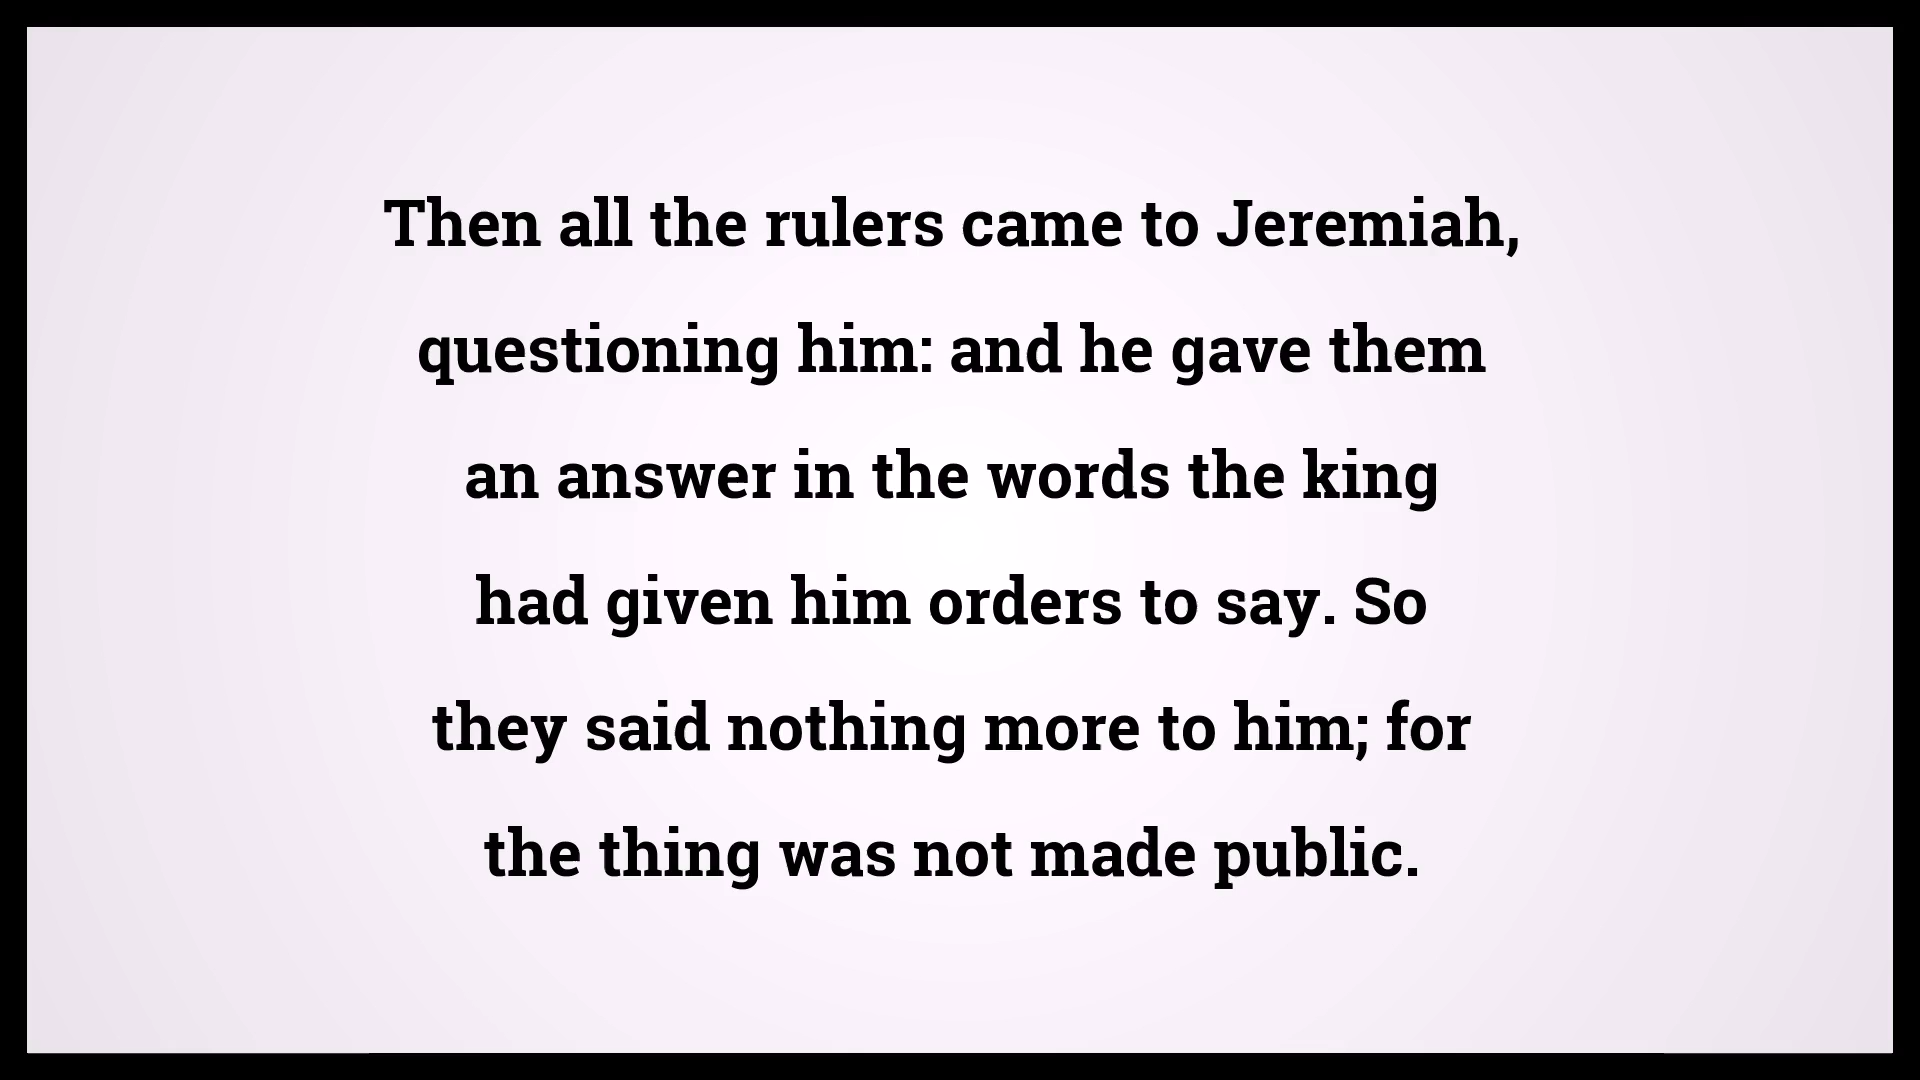 Then all the rulers came to Jeremiah,
questioning him: and he gave them
an answer in the words the king
had given him orders to say. So
they said nothing more to him; for
the thing was not made public.